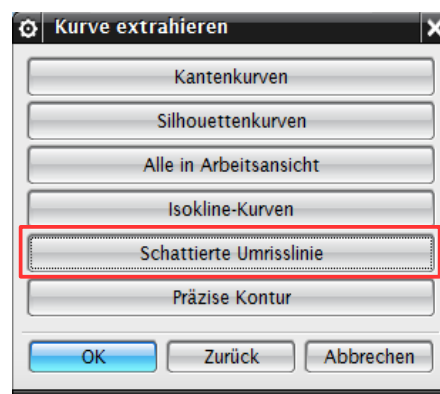 Kurve extrahieren
Kantenkurven
Silhouettenkurven
Alle in Arbeitsansicht
Isokline-Kurven
Schattierte Umrisslinie
Präzise Kontur
OK Zurück Abbrechen